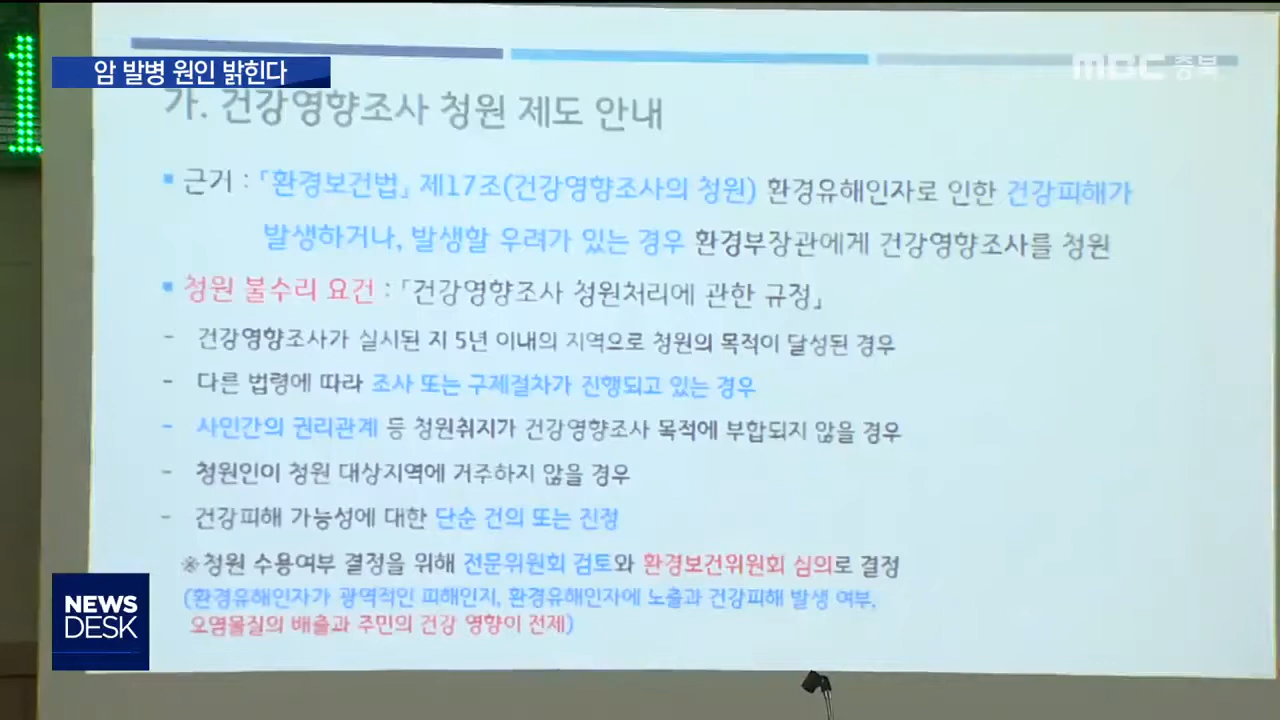 암 발병 원인 밝힌다
MBC 충북
가. 건강영향조사 청원 제도 안내
▪ 근거 : 「환경보건법」 제17조(건강영향조사의 청원) 환경유해인자로 인한 건강피해가
발생하거나, 발생할 우려가 있는 경우 환경부장관에게 건강영향조사를 청원
▪ 청원 불수리 요건 : 「건강영향조사 청원처리에 관한 규정」
- 건강영향조사가 실시된 지 5년 이내의 지역으로 청원의 목적이 달성된 경우
- 다른 법령에 따라 조사 또는 구제절차가 진행되고 있는 경우
- 사인간의 권리관계 등 청원취지가 건강영향조사 목적에 부합되지 않을 경우
- 청원인이 청원 대상지역에 거주하지 않을 경우
- 건강피해 가능성에 대한 단순 건의 또는 진정
※ 청원 수용여부 결정을 위해 전문위원회 검토와 환경보건위원회 심의로 결정
(환경유해인자가 광역적인 피해인지, 환경유해인자에 노출과 건강피해 발생 여부,
오염물질의 배출과 주민의 건강 영향이 전제)
NEWS
DESK